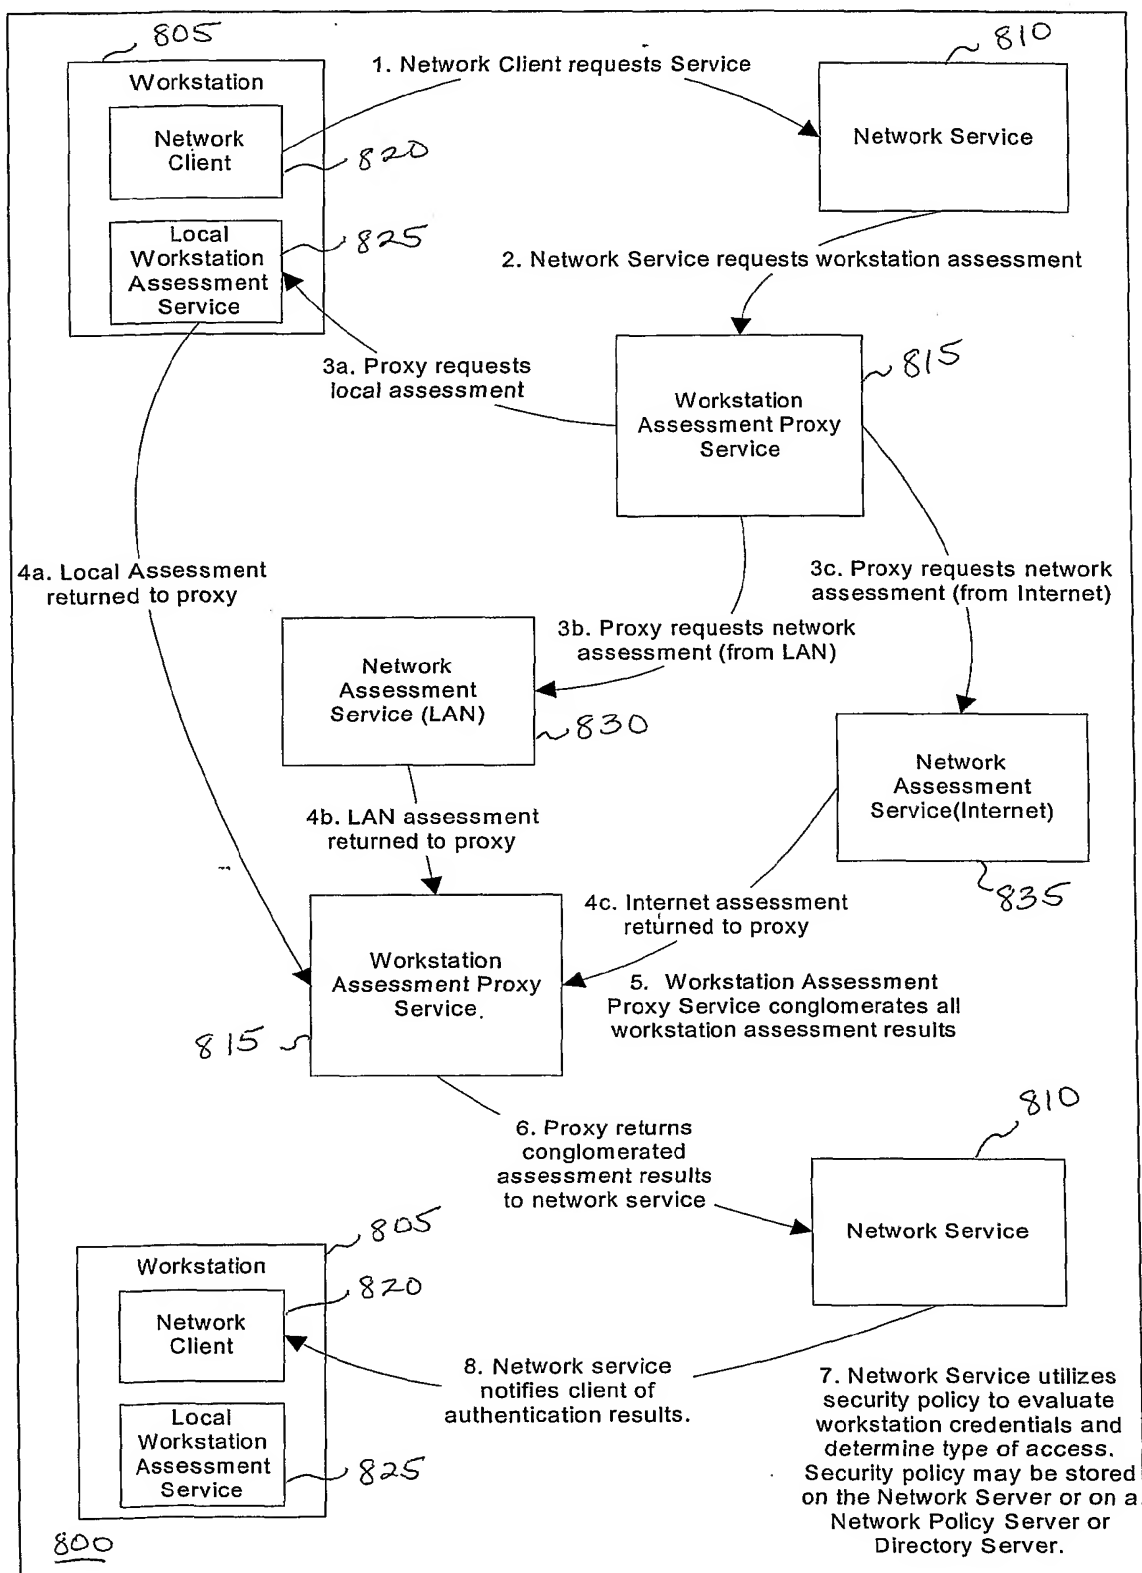 805
Workstation
Network
Client
820
Local
Workstation
Assessment
Service
825
1. Network Client requests Service
810
Network Service
2. Network Service requests workstation assessment
815
Workstation
Assessment Proxy
Service
3a. Proxy requests
local assessment
4a. Local Assessment
returned to proxy
3b. Proxy requests network
assessment (from LAN)
3c. Proxy requests network
assessment (from Internet)
Network
Assessment
Service (LAN)
830
Network
Assessment
Service(Internet)
835
4b. LAN assessment
returned to proxy
4c. Internet assessment
returned to proxy
Workstation
Assessment Proxy
Service.
815
5. Workstation Assessment
Proxy Service conglomerates all
workstation assessment results
6. Proxy returns
conglomerated
assessment results
to network service
810
Network Service
805
Workstation
Network
Client
820
Local
Workstation
Assessment
Service
825
8. Network service
notifies client of
authentication results.
7. Network Service utilizes
security policy to evaluate
workstation credentials and
determine type of access.
Security policy may be stored
on the Network Server or on a
Network Policy Server or
Directory Server.
800